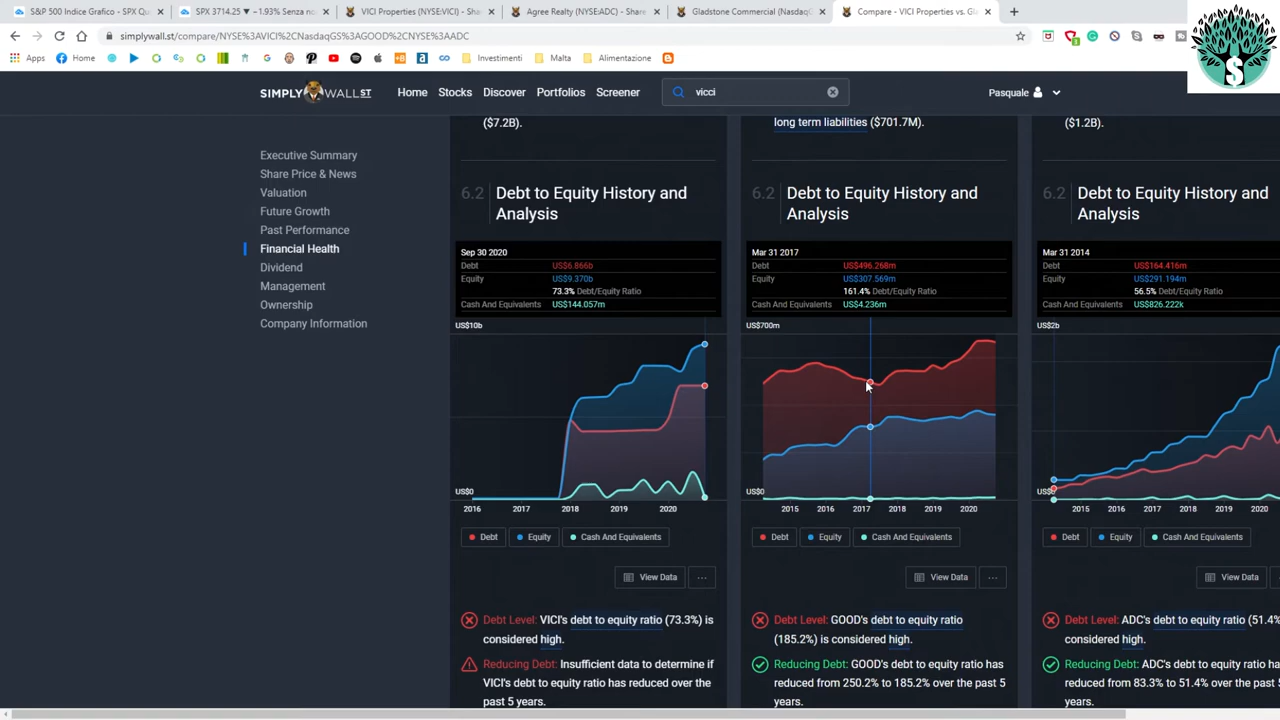 S&P 500 Indice Grafico - SPX Qu
SPX 3714.25 ▼ −1.93% Senza no
VICI Properties (NYSE:VICI) - Sh
Agree Realty (NYSE:ADC) - Shar
Gladstone Commercial (NasdaqG
Compare - VICI Properties vs. Gl
simplywall.st/compare/NYSE%3AVICI%2CNasdaqGS%3AGOOD%2CNYSE%3AADC
Apps
Home
Investimenti
Malta
Alimentazione
SIMPLY WALL ST
Home
Stocks
Discover
Portfolios
Screener
vicci
Pasquale
Executive Summary
Share Price & News
Valuation
Future Growth
Past Performance
Financial Health
Dividend
Management
Ownership
Company Information
($7.2B).
6.2
Debt to Equity History and
Analysis
Sep 30 2020
Debt US$6.866b
Equity US$9.370b
73.3% Debt/Equity Ratio
Cash And Equivalents US$144.057m
US$10b
US$0
2016 2017 2018 2019 2020
Debt Equity Cash And Equivalents
View Data ...
Debt Level: VICI's debt to equity ratio (73.3%) is
considered high.
Reducing Debt: Insufficient data to determine if
VICI's debt to equity ratio has reduced over the
past 5 years.
long term liabilities ($701.7M).
6.2
Debt to Equity History and
Analysis
Mar 31 2017
Debt US$496.268m
Equity US$307.569m
161.4% Debt/Equity Ratio
Cash And Equivalents US$4.236m
US$700m
US$0
2015 2016 2017 2018 2019 2020
Debt Equity Cash And Equivalents
View Data ...
Debt Level: GOOD's debt to equity ratio
(185.2%) is considered high.
Reducing Debt: GOOD's debt to equity ratio has
reduced from 250.2% to 185.2% over the past 5
years.
($1.2B).
6.2
Debt to Equity History and
Analysis
Mar 31 2014
Debt US$164.416m
Equity US$291.194m
56.5% Debt/Equity Ratio
Cash And Equivalents US$826.222k
US$2b
US$0
2015 2016 2017 2018 2019 2020
Debt Equity Cash And Equivalents
View Data
Debt Level: ADC's debt to equity ratio (51.4%
considered high.
Reducing Debt: ADC's debt to equity ratio has
reduced from 83.3% to 51.4% over the past 5
years.